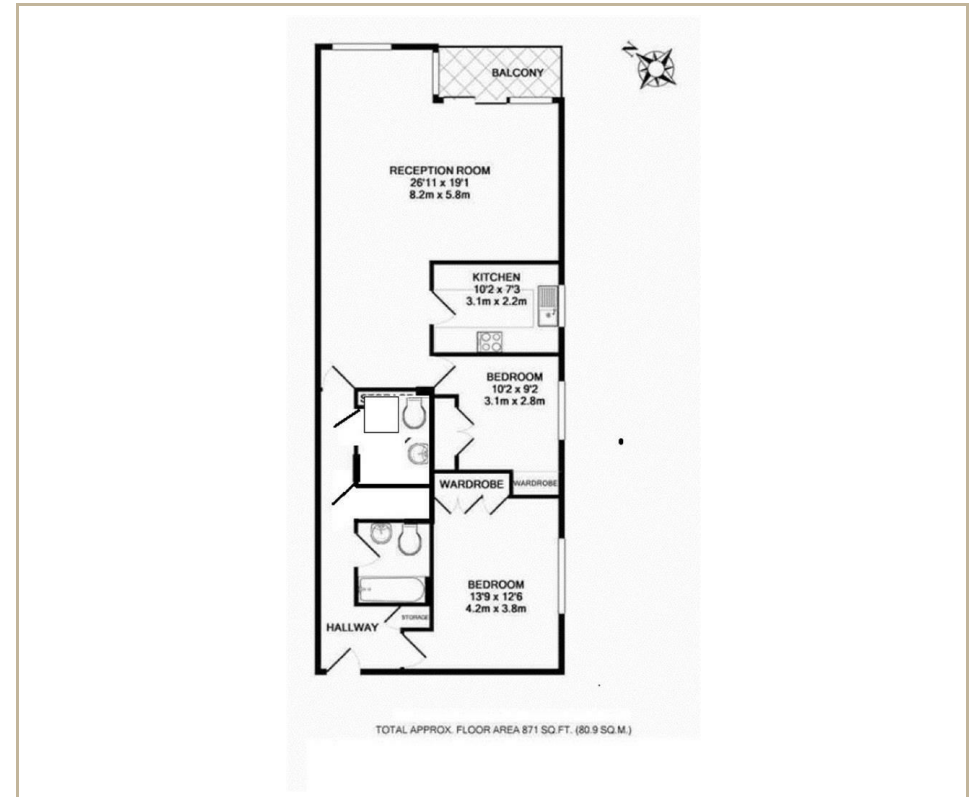 N
BALCONY
RECEPTION ROOM
26'11 x 19'1
8.2m x 5.8m
KITCHEN
10'2 x 7'3
3.1m x 2.2m
BEDROOM
10'2 x 9'2
3.1m x 2.8m
WARDROBE
WARDROBE
BEDROOM
13'9 x 12'6
4.2m x 3.8m
STORAGE
HALLWAY
TOTAL APPROX. FLOOR AREA 871 SQ.FT. (80.9 SQ.M.)